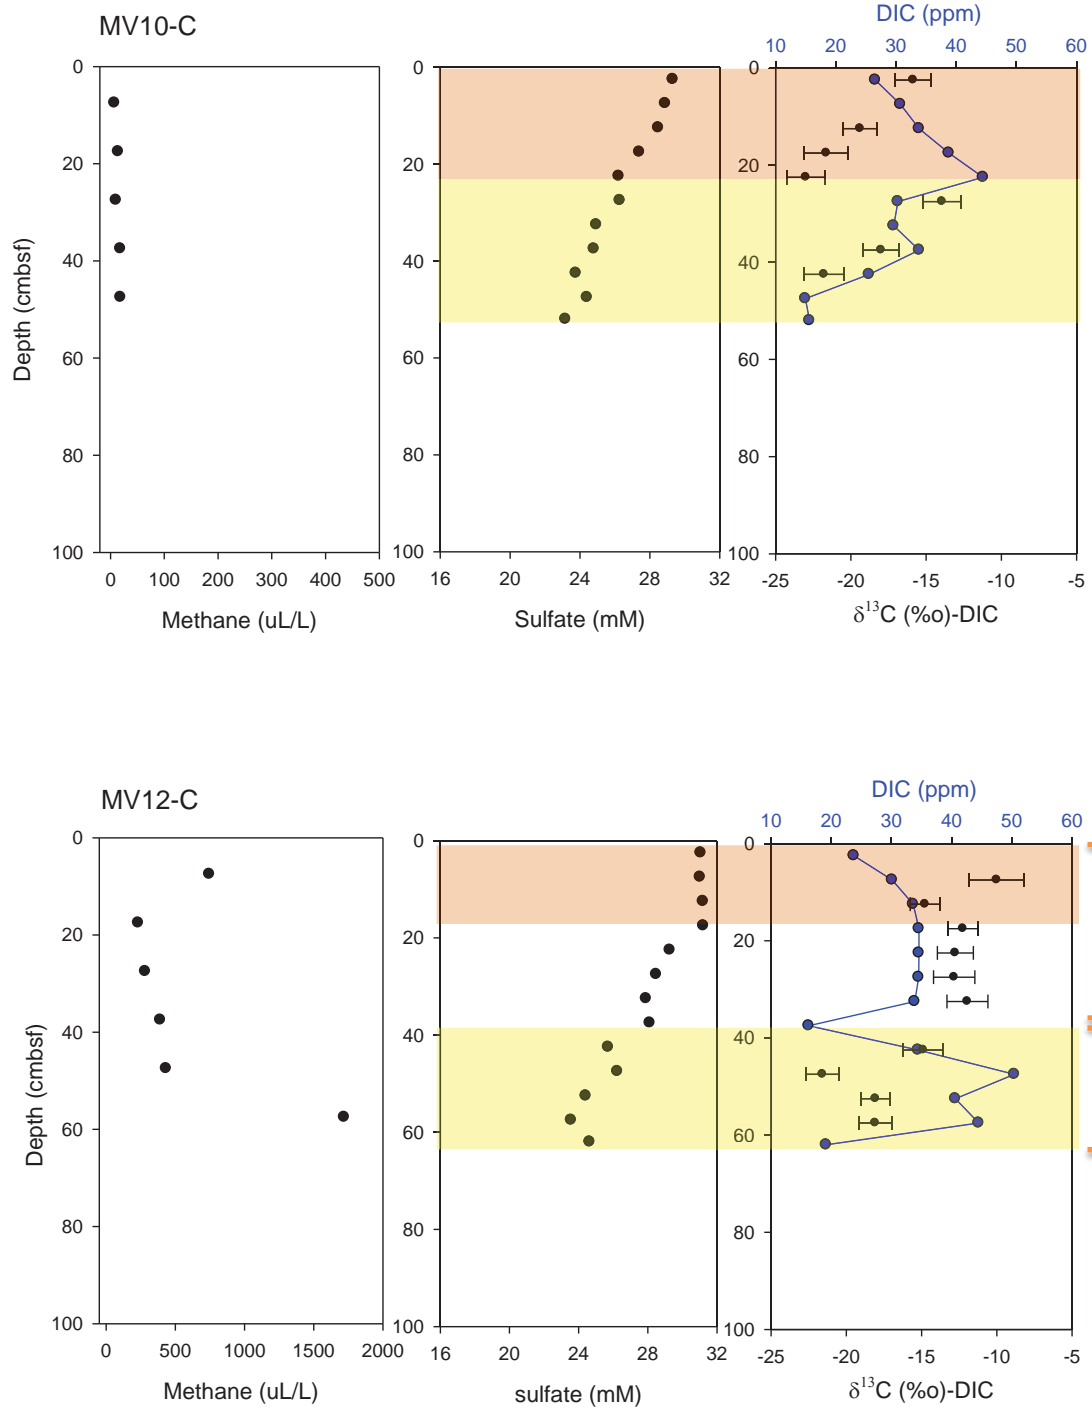 MV10-C
DIC (ppm)
10 20 30 40 50 60
0
20
40
60
80
100
Depth (cmbsf)
0 100 200 300 400 500
Methane (uL/L)
0
20
40
60
80
100
16 20 24 28 32
Sulfate (mM)
0
20
40
60
80
100
-25 -20 -15 -10 -5
δ13C (%o)-DIC
MV12-C
DIC (ppm)
10 20 30 40 50 60
0
20
40
60
80
100
Depth (cmbsf)
0 500 1000 1500 2000
Methane (uL/L)
0
20
40
60
80
100
16 20 24 28 32
sulfate (mM)
0
20
40
60
80
100
-25 -20 -15 -10 -5
δ13C (%o)-DIC